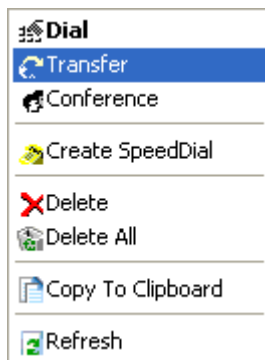 Dial
Transfer
Conference
Create SpeedDial
Delete
Delete All
Copy To Clipboard
Refresh